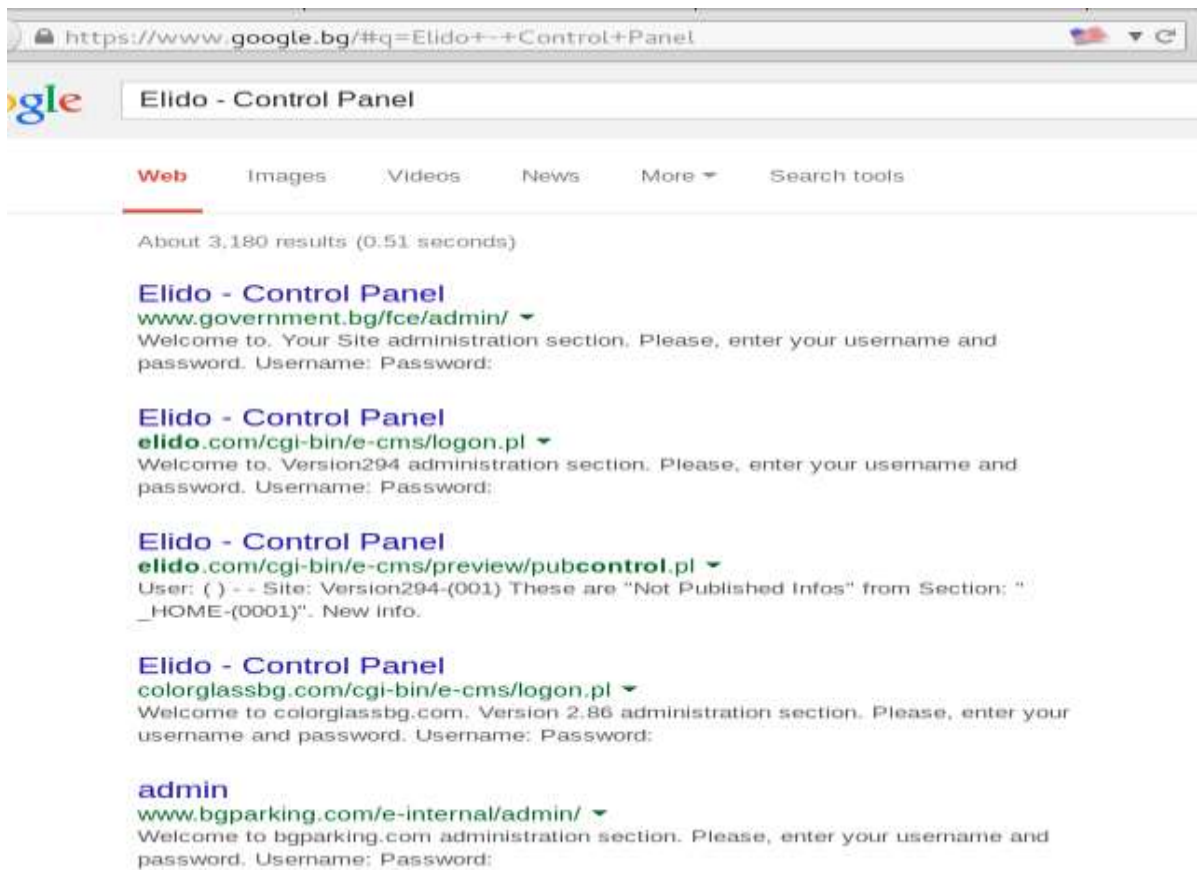 https://www.google.bg/#q=Elido+-+Control+Panel
ogle Elido - Control Panel
Web Images Videos News More Search tools
About 3,180 results (0.51 seconds)
Elido - Control Panel
www.government.bg/fce/admin/
Welcome to. Your Site administration section. Please, enter your username and
password. Username: Password:
Elido - Control Panel
elido.com/cgi-bin/e-cms/logon.pl
Welcome to. Version294 administration section. Please, enter your username and
password. Username: Password:
Elido - Control Panel
elido.com/cgi-bin/e-cms/preview/pubcontrol.pl
User: ( ) - - Site: Version294-(001) These are "Not Published Infos" from Section: "
_HOME-(0001)". New info.
Elido - Control Panel
colorglassbg.com/cgi-bin/e-cms/logon.pl
Welcome to colorglassbg.com. Version 2.86 administration section. Please, enter your
username and password. Username: Password:
admin
www.bgparking.com/e-internal/admin/
Welcome to bgparking.com administration section. Please, enter your username and
password. Username: Password: